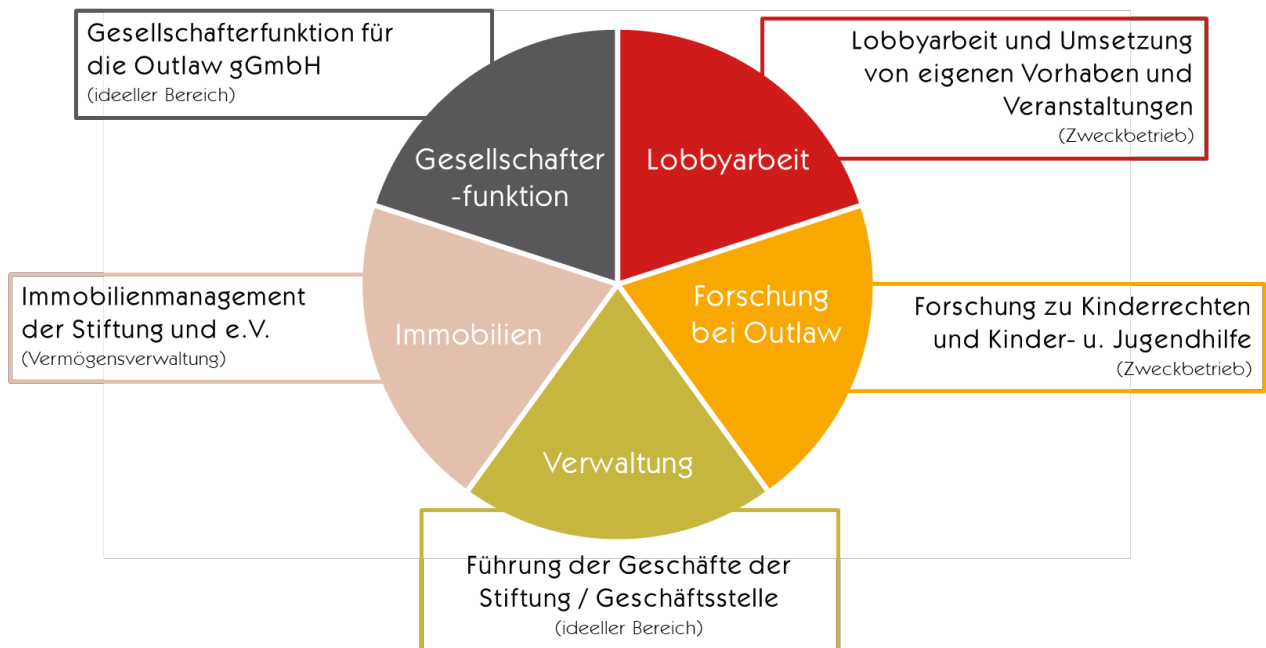 Gesellschafterfunktion für
die Outlaw gGmbH
(ideeller Bereich)
Lobbyarbeit und Umsetzung
von eigenen Vorhaben und
Veranstaltungen
(Zweckbetrieb)
Gesellschafter
-funktion
Lobbyarbeit
Immobilienmanagement
der Stiftung und e.V.
(Vermögensverwaltung)
Immobilien
Forschung
bei Outlaw
Forschung zu Kinderrechten
und Kinder- u. Jugendhilfe
(Zweckbetrieb)
Verwaltung
Führung der Geschäfte der
Stiftung / Geschäftsstelle
(ideeller Bereich)